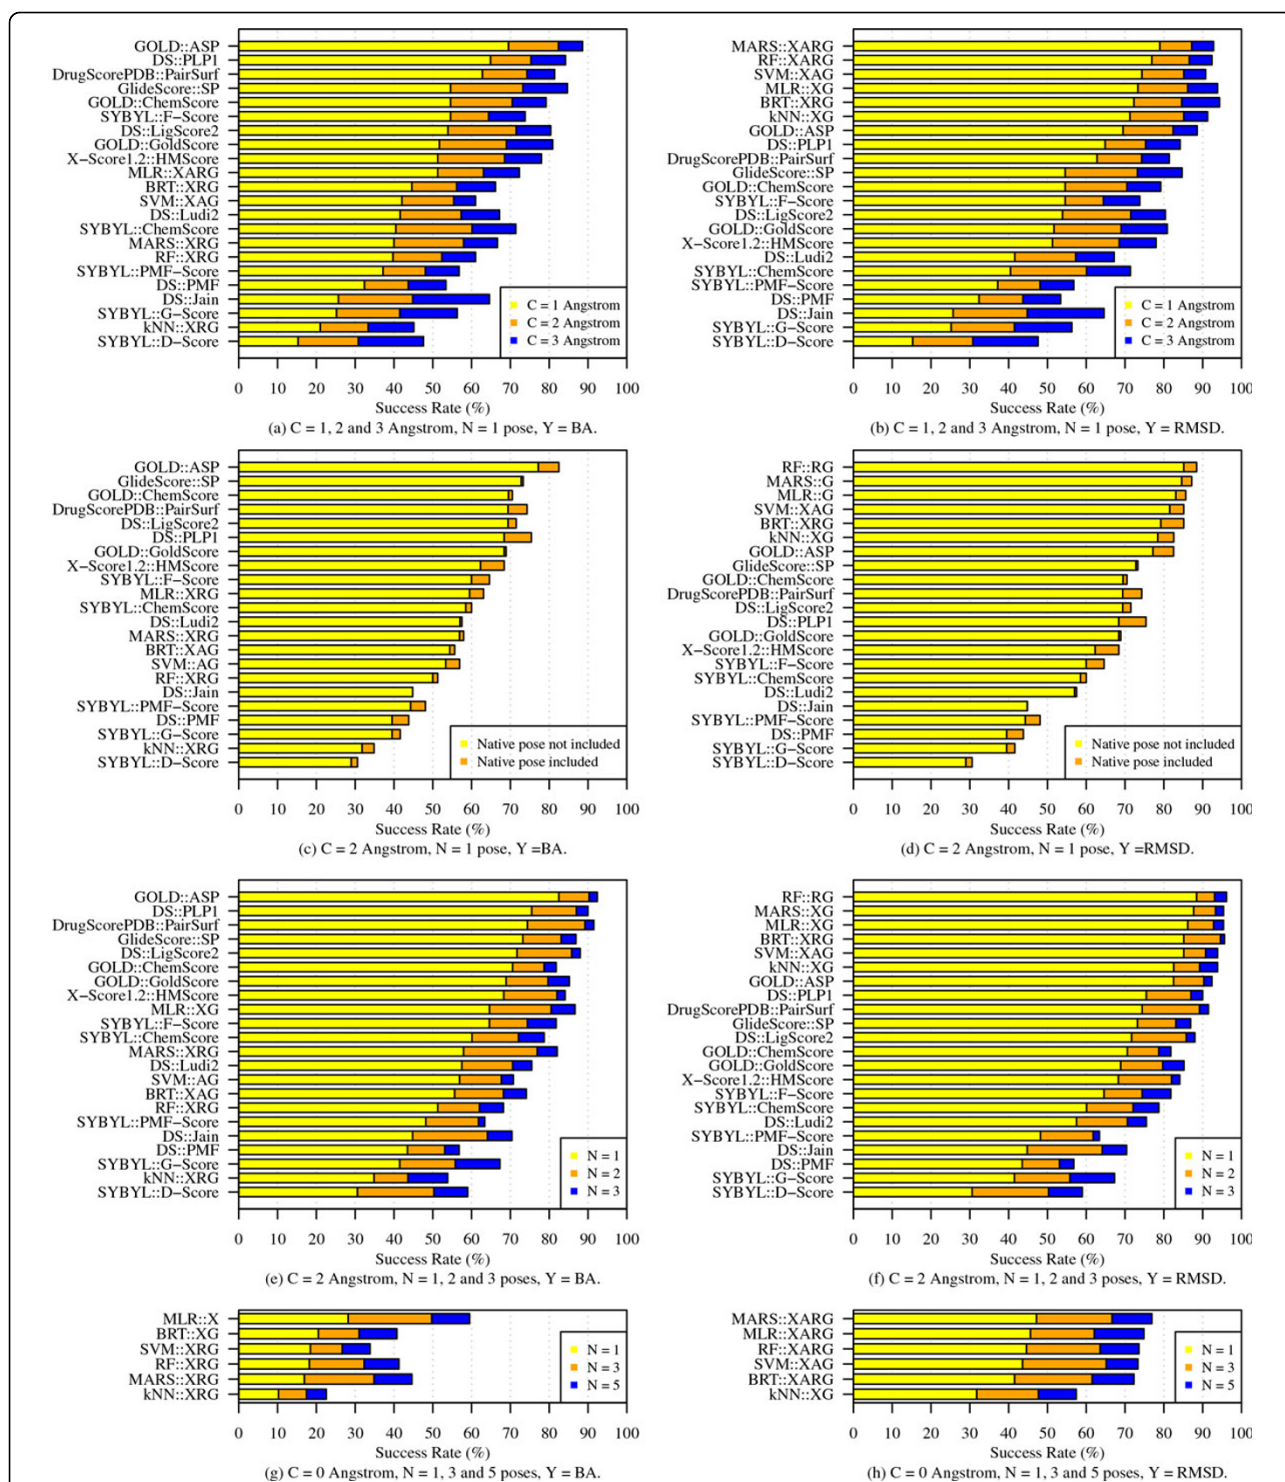 GOLD::ASP
DS::PLP1
DrugScorePDB::PairSurf
GlideScore::SP
GOLD::ChemScore
SYBYL::F−Score
DS::LigScore2
GOLD::GoldScore
X−Score1.2::HMScore
MLR::XARG
BRT::XRG
SVM::XAG
DS::Ludi2
SYBYL::ChemScore
MARS::XRG
RF::XRG
SYBYL::PMF−Score
DS::PMF
DS::Jain
SYBYL::G−Score
kNN::XRG
SYBYL::D−Score
C = 1 Angstrom
C = 2 Angstrom
C = 3 Angstrom
0 10 20 30 40 50 60 70 80 90 100
Success Rate (%)
(a) C = 1, 2 and 3 Angstrom, N = 1 pose, Y = BA.
MARS::XARG
RF::XARG
SVM::XAG
MLR::XG
BRT::XRG
kNN::XG
GOLD::ASP
DS::PLP1
DrugScorePDB::PairSurf
GlideScore::SP
GOLD::ChemScore
SYBYL::F−Score
DS::LigScore2
GOLD::GoldScore
X−Score1.2::HMScore
DS::Ludi2
SYBYL::ChemScore
SYBYL::PMF−Score
DS::PMF
DS::Jain
SYBYL::G−Score
SYBYL::D−Score
C = 1 Angstrom
C = 2 Angstrom
C = 3 Angstrom
0 10 20 30 40 50 60 70 80 90 100
Success Rate (%)
(b) C = 1, 2 and 3 Angstrom, N = 1 pose, Y = RMSD.
GOLD::ASP
GlideScore::SP
GOLD::ChemScore
DrugScorePDB::PairSurf
DS::LigScore2
DS::PLP1
GOLD::GoldScore
X−Score1.2::HMScore
SYBYL::F−Score
MLR::XRG
SYBYL::ChemScore
DS::Ludi2
MARS::XRG
BRT::XAG
SVM::AG
RF::XRG
DS::Jain
SYBYL::PMF−Score
DS::PMF
SYBYL::G−Score
kNN::XRG
SYBYL::D−Score
Native pose not included
Native pose included
0 10 20 30 40 50 60 70 80 90 100
Success Rate (%)
(c) C = 2 Angstrom, N = 1 pose, Y =BA.
RF::RG
MARS::G
MLR::G
SVM::XAG
BRT::XRG
kNN::XG
GOLD::ASP
GlideScore::SP
GOLD::ChemScore
DrugScorePDB::PairSurf
DS::LigScore2
DS::PLP1
GOLD::GoldScore
X−Score1.2::HMScore
SYBYL::F−Score
SYBYL::ChemScore
DS::Ludi2
DS::Jain
SYBYL::PMF−Score
DS::PMF
SYBYL::G−Score
SYBYL::D−Score
Native pose not included
Native pose included
0 10 20 30 40 50 60 70 80 90 100
Success Rate (%)
(d) C = 2 Angstrom, N = 1 pose, Y =RMSD.
GOLD::ASP
DS::PLP1
DrugScorePDB::PairSurf
GlideScore::SP
DS::LigScore2
GOLD::ChemScore
GOLD::GoldScore
X−Score1.2::HMScore
MLR::XG
SYBYL::F−Score
SYBYL::ChemScore
MARS::XRG
DS::Ludi2
SVM::AG
BRT::XAG
RF::XRG
SYBYL::PMF−Score
DS::Jain
DS::PMF
SYBYL::G−Score
kNN::XRG
SYBYL::D−Score
N = 1
N = 2
N = 3
0 10 20 30 40 50 60 70 80 90 100
Success Rate (%)
(e) C = 2 Angstrom, N = 1, 2 and 3 poses, Y = BA.
RF::RG
MARS::XG
MLR::XG
BRT::XRG
SVM::XAG
kNN::XG
GOLD::ASP
DS::PLP1
DrugScorePDB::PairSurf
GlideScore::SP
DS::LigScore2
GOLD::ChemScore
GOLD::GoldScore
X−Score1.2::HMScore
SYBYL::F−Score
SYBYL::ChemScore
DS::Ludi2
SYBYL::PMF−Score
DS::Jain
DS::PMF
SYBYL::G−Score
SYBYL::D−Score
N = 1
N = 2
N = 3
0 10 20 30 40 50 60 70 80 90 100
Success Rate (%)
(f) C = 2 Angstrom, N = 1, 2 and 3 poses, Y = RMSD.
MLR::X
BRT::XG
SVM::XRG
RF::XRG
MARS::XRG
kNN::XRG
N = 1
N = 3
N = 5
0 10 20 30 40 50 60 70 80 90 100
Success Rate (%)
(g) C = 0 Angstrom, N = 1, 3 and 5 poses, Y = BA.
MARS::XARG
MLR::XARG
RF::XARG
SVM::XAG
BRT::XARG
kNN::XG
N = 1
N = 3
N = 5
0 10 20 30 40 50 60 70 80 90 100
Success Rate (%)
(h) C = 0 Angstrom, N = 1, 3 and 5 poses, Y = RMSD.